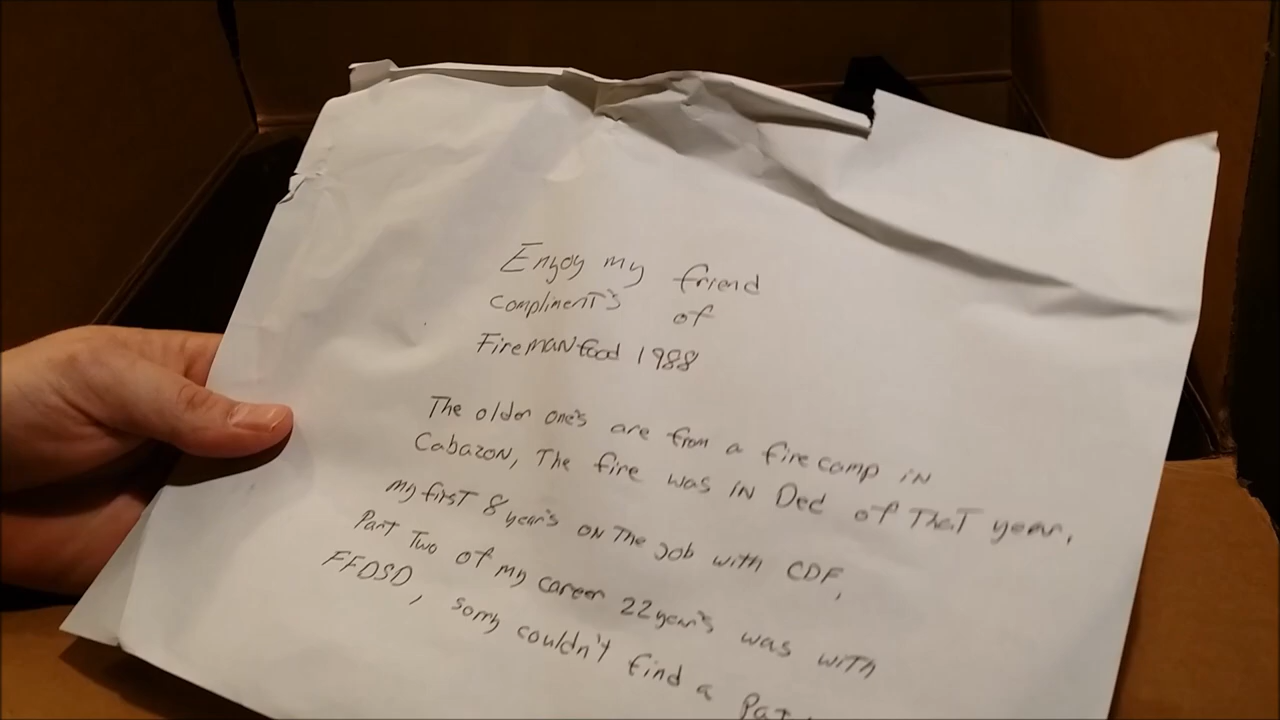 Enjoy my friend
compliment's of
FiremanFood 1988
The older one's are from a fire camp in
Cabazon, The fire was in Dec of That year,
my first 8 year's on The job with CDF,
Part Two of my career 22 year's was with
FFDSD, sorry couldn't find a